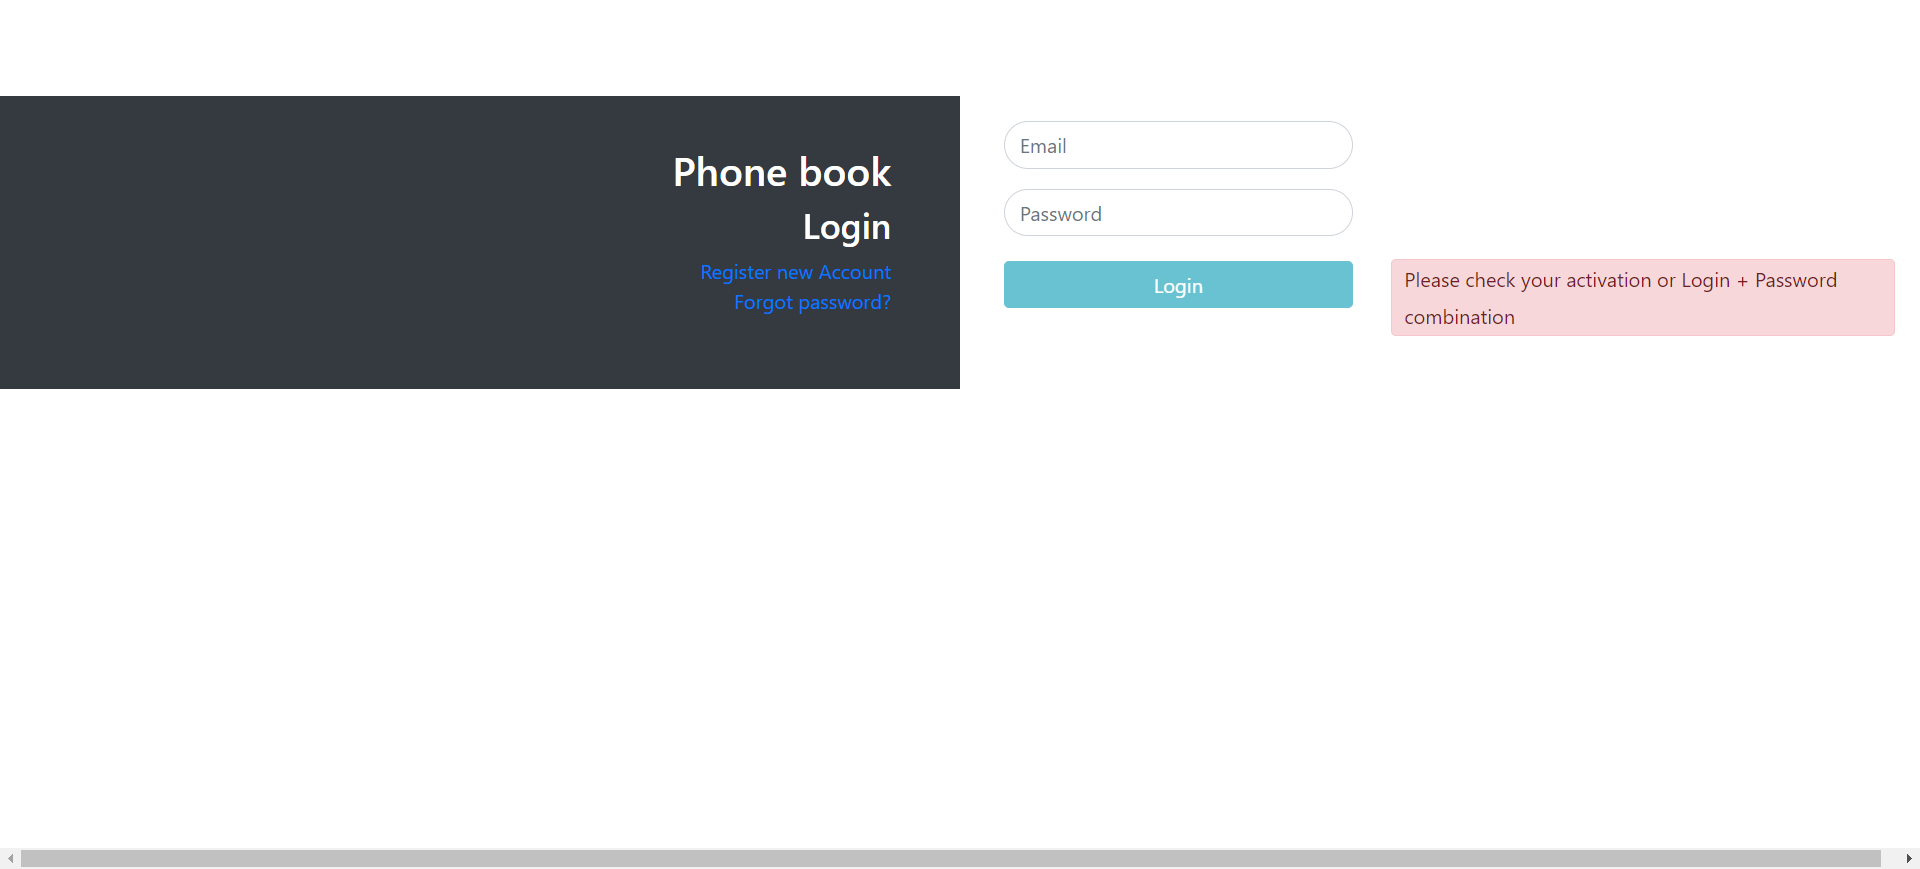 Phone book
Login
Register new Account
Forgot password?
Email
Password
Login
Please check your activation or Login + Password
combination